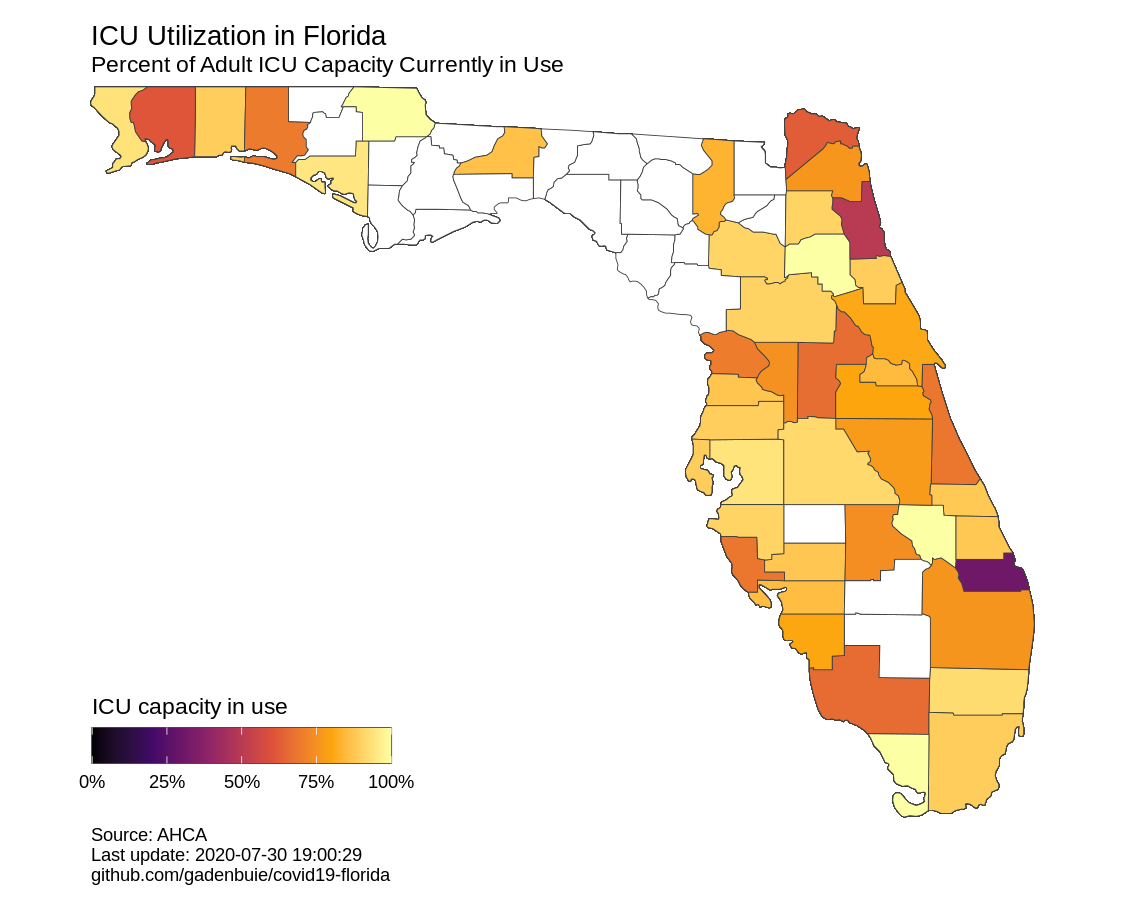 ICU Utilization in Florida
Percent of Adult ICU Capacity Currently in Use
ICU capacity in use
0% 25% 50% 75% 100%
Source: AHCA
Last update: 2020-07-30 19:00:29
github.com/gadenbuie/covid19-florida